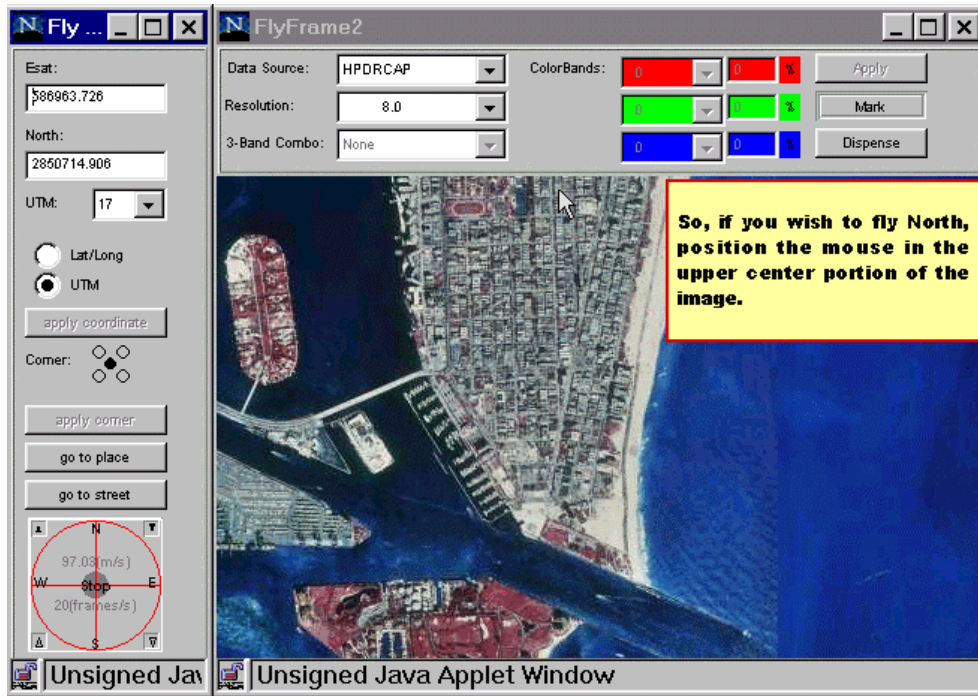 Fly ...
Esat:
586963.726
North:
2850714.906
UTM: 17
Lat/Long
UTM
apply coordinate
Corner:
apply corner
go to place
go to street
N
97.03(m/s)
W Stop E
20(frames/s)
S
Unsigned Jav
FlyFrame2
Data Source: HPDRCAP ColorBands: 0 0 % Apply
Resolution: 8.0 0 0 % Mark
3-Band Combo: None 0 0 % Dispense
So, if you wish to fly North,
position the mouse in the
upper center portion of the
image.
Unsigned Java Applet Window